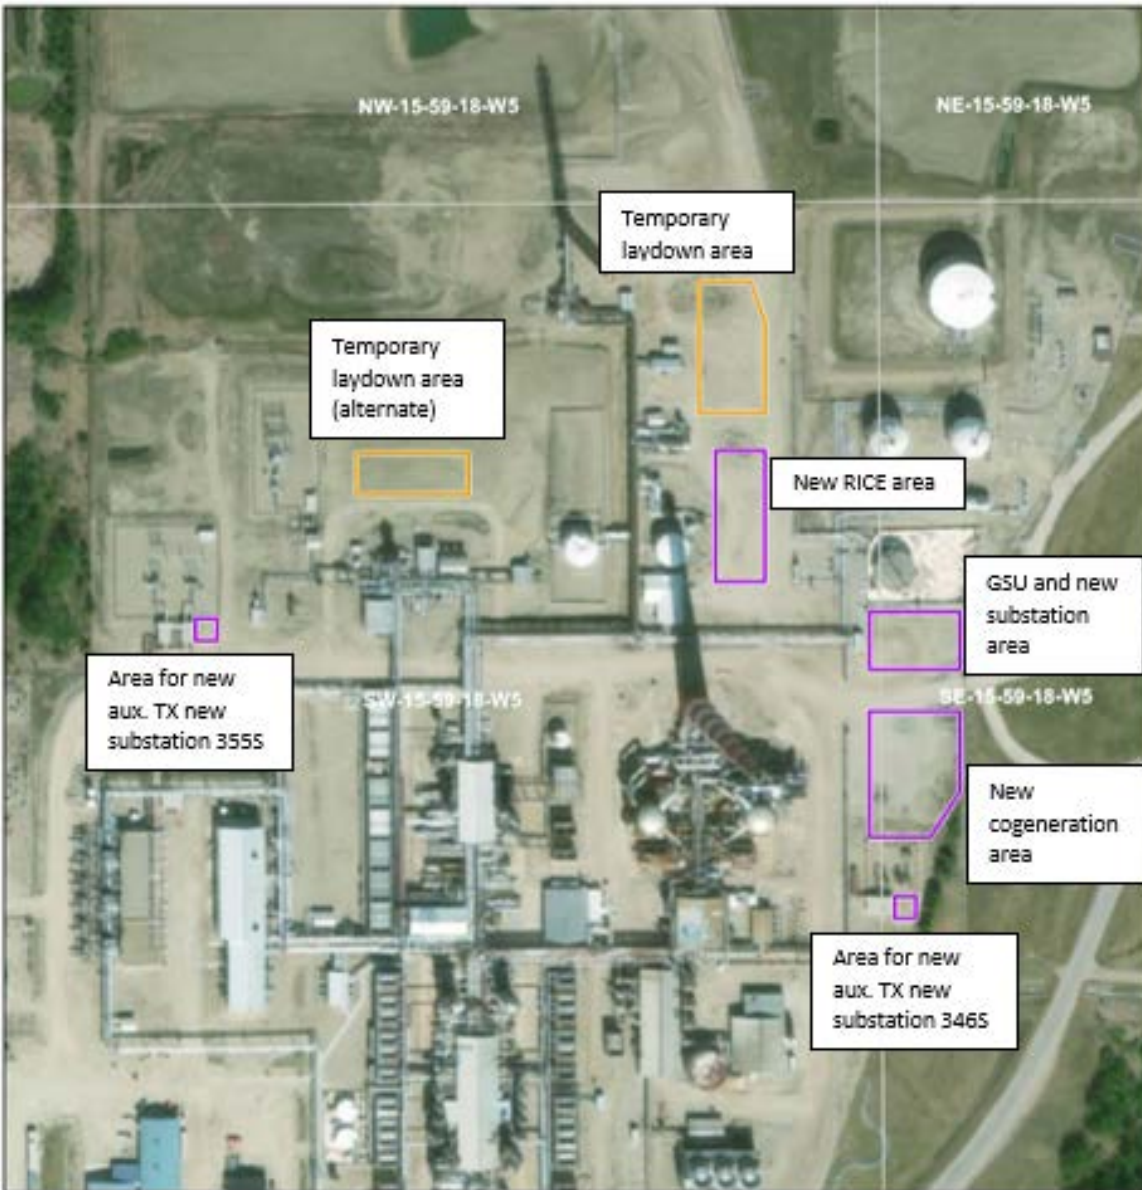 NW-15-59-18-W5
NE-15-59-18-W5
Temporary
laydown area
Temporary
laydown area
(alternate)
New RICE area
GSU and new
substation
area
Area for new
aux. TX new
substation 355S
SW-15-59-18-W5
SE-15-59-18-W5
New
cogeneration
area
Area for new
aux. TX new
substation 346S